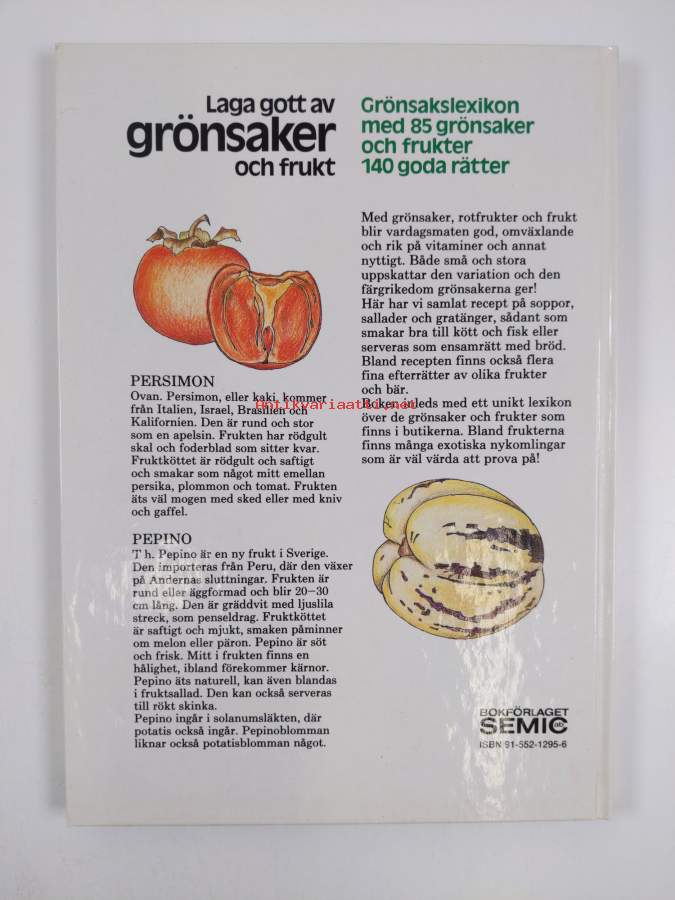 Laga gott av
grönsaker
och frukt
Grönsakslexikon
med 85 grönsaker
och frukter
140 goda rätter
PERSIMON
Ovan. Persimon, eller kaki, kommer
från Italien, Israel, Brasilien och
Kalifornien. Den är rund och stor
som en apelsin. Frukten har rödgult
skal och foderblad som sitter kvar.
Fruktköttet är rödgult och saftigt
och smakar som något mitt emellan
persika, plommon och tomat. Frukten
äts väl mogen med sked eller med kniv
och gaffel.
PEPINO
T h. Pepino är en ny frukt i Sverige.
Den importeras från Peru, där den växer
på Andernas sluttningar. Frukten är
rund eller äggformad och blir 20–30
cm lång. Den är gräddvit med ljuslila
streck, som penseldrag. Fruktköttet
är saftigt och mjukt, smaken påminner
om melon eller päron. Pepino är söt
och frisk. Mitt i frukten finns en
hålighet, ibland förekommer kärnor.
Pepino äts naturell, kan även blandas
i fruktsallad. Den kan också serveras
till rökt skinka.
Pepino ingår i solanumsläkten, där
potatis också ingår. Pepinoblomman
liknar också potatisblomman något.
Med grönsaker, rotfrukter och frukt
blir vardagsmaten god, omväxlande
och rik på vitaminer och annat
nyttigt. Både små och stora
uppskattar den variation och den
färgrikedom grönsakerna ger!
Här har vi samlat recept på soppor,
sallader och gratänger, sådant som
smakar bra till kött och fisk eller
serveras som ensamrätt med bröd.
Bland recepten finns också flera
fina efterrätter av olika frukter
och bär.
Boken inleds med ett unikt lexikon
över de grönsaker och frukter som
finns i butikerna. Bland frukterna
finns många exotiska nykomlingar
som är väl värda att prova på!
Antikvariaatti.net
BOKFÖRLAGET
SEMIC ab
ISBN 91-552-1295-6